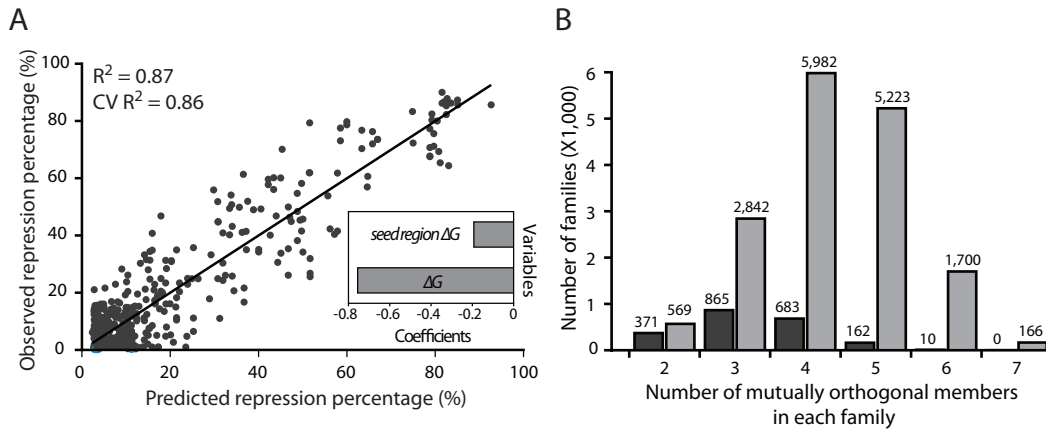 A
R² = 0.87
CV R² = 0.86
Observed repression percentage (%)
100
80
60
40
20
0
0 20 40 60 80 100
Predicted repression percentage (%)
seed region ΔG
ΔG
Variables
-0.8 -0.6 -0.4 -0.2 0
Coefficients
B
Number of families (X1,000)
6
5
4
3
2
1
0
371 569
865 2,842
683 5,982
162 5,223
10 1,700
0 166
2 3 4 5 6 7
Number of mutually orthogonal members
in each family